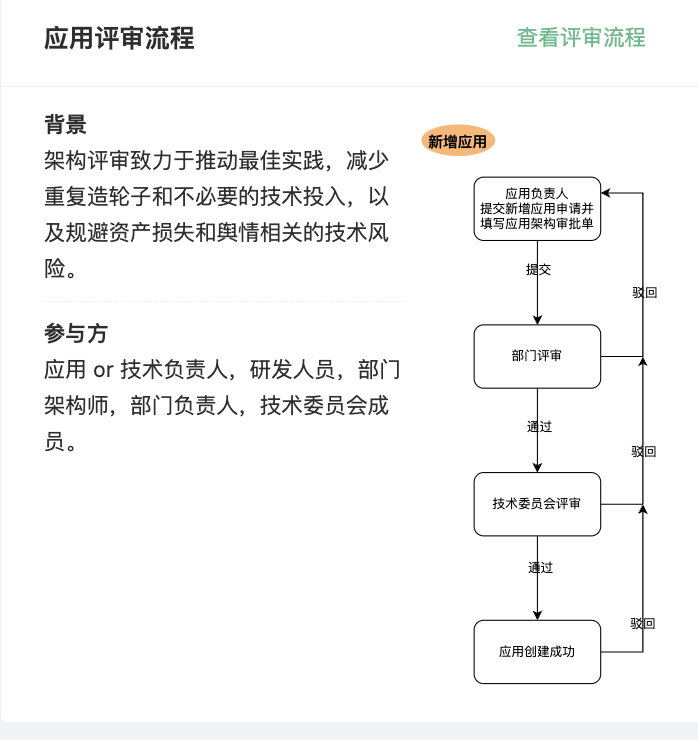 应用评审流程
查看评审流程
背景
架构评审致力于推动最佳实践，减少
重复造轮子和不必要的技术投入，以
及规避资产损失和舆情相关的技术风
险。
参与方
应用 or 技术负责人，研发人员，部门
架构师，部门负责人，技术委员会成
员。
新增应用
应用负责人
提交新增应用申请并
填写应用架构审批单
提交
驳回
部门评审
通过
驳回
技术委员会评审
通过
驳回
应用创建成功